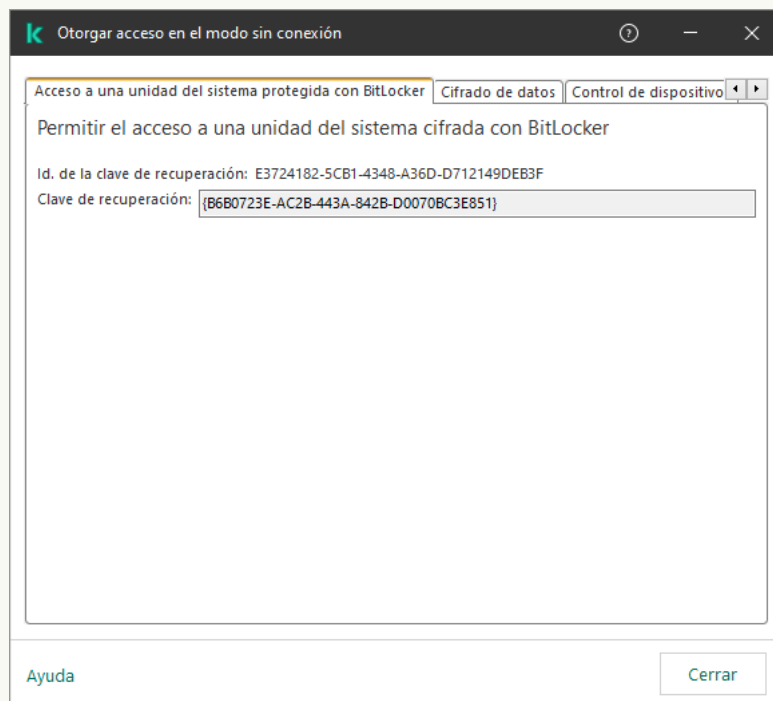 Otorgar acceso en el modo sin conexión
Acceso a una unidad del sistema protegida con BitLocker Cifrado de datos Control de dispositivo
Permitir el acceso a una unidad del sistema cifrada con BitLocker
Id. de la clave de recuperación: E3724182-5CB1-4348-A36D-D712149DEB3F
Clave de recuperación: {B6B0723E-AC2B-443A-842B-D0070BC3E851}
Ayuda Cerrar